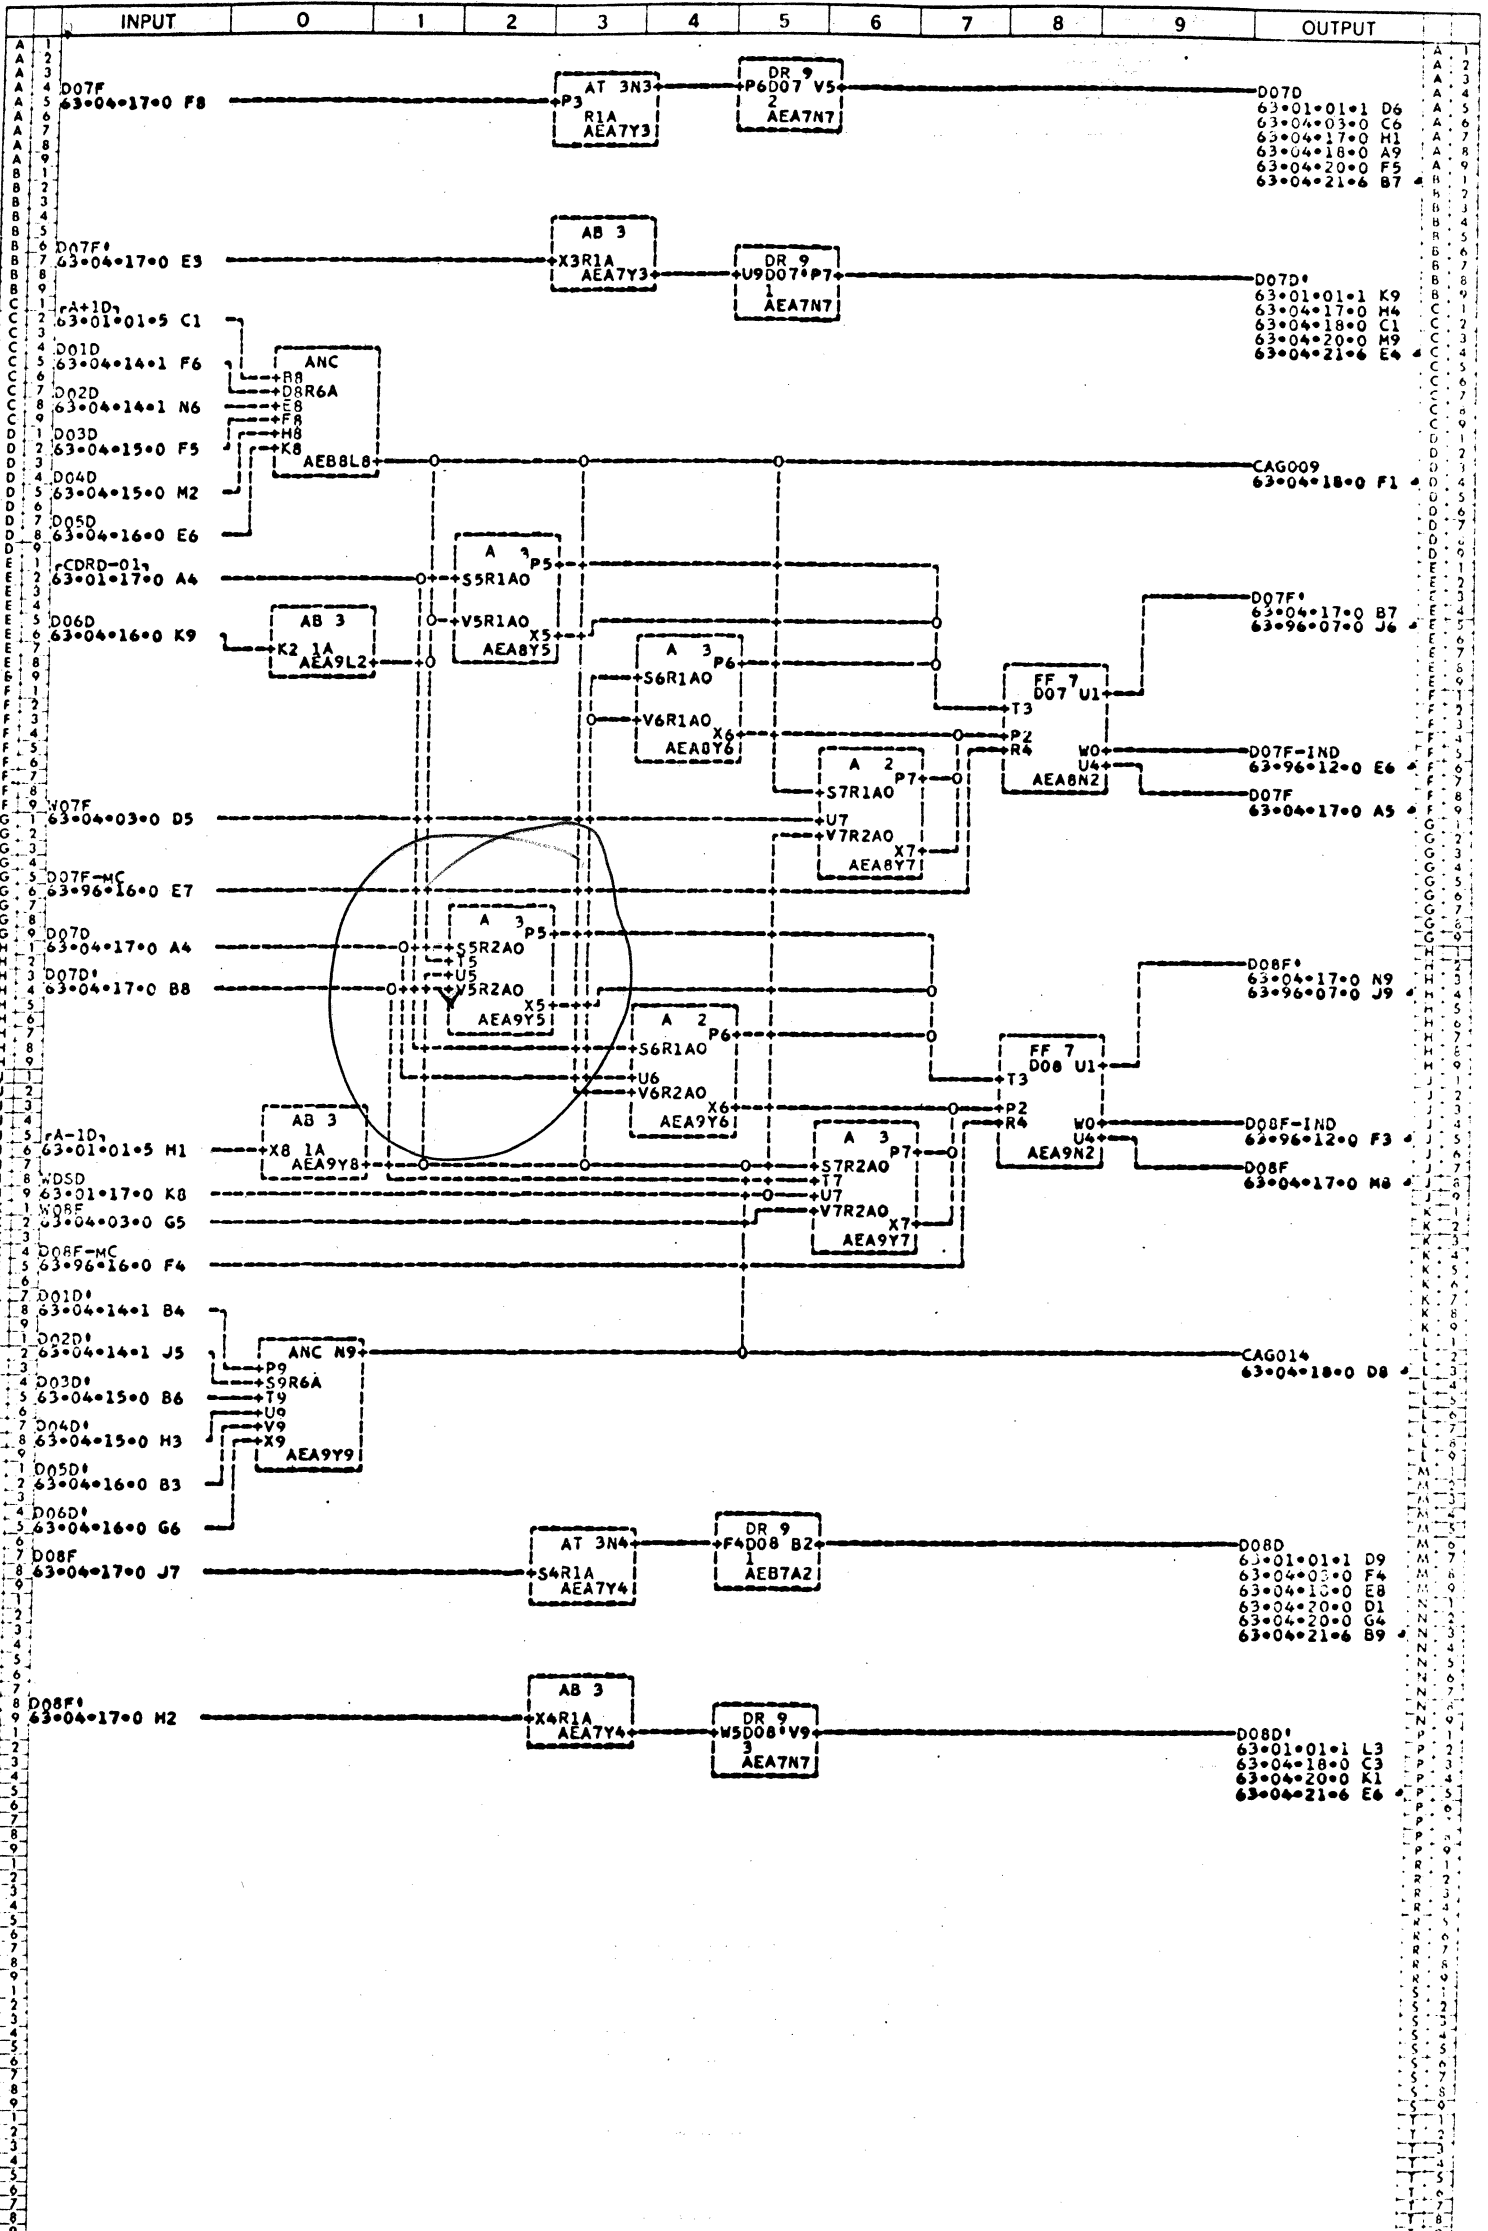 INPUT 0 1 2 3 4 5 6 7 8 9 OUTPUT
D07F
63•04•17•0 F8
P3
AT 3N3
R1A
AEA7Y3
DR 9
P6D07 V5
2
AEA7N7
D07D
63•01•01•1 D6
63•04•03•0 C6
63•04•17•0 H1
63•04•18•0 A9
63•04•20•0 F5
63•04•21•6 B7
D07F'
63•04•17•0 E3
AB 3
X3R1A
AEA7Y3
DR 9
U9D07'P7
1
AEA7N7
D07D'
63•01•01•1 K9
63•04•17•0 H4
63•04•18•0 C1
63•04•20•0 M9
63•04•21•6 E4
┌A+1D┐
63•01•01•5 C1
D01D
63•04•14•1 F6
D02D
63•04•14•1 N6
D03D
63•04•15•0 F5
D04D
63•04•15•0 M2
D05D
63•04•16•0 E6
ANC
B8
D8R6A
E8
F8
H8
K8
AEB8L8
CAG009
63•04•18•0 F1
┌CDRD-01┐
63•01•17•0 A4
D06D
63•04•16•0 K9
AB 3
K2 1A
AEA9L2
A 3
P5
S5R1AO
V5R1AO
X5
AEA8Y5
A 3
P6
S6R1AO
V6R1AO
X6
AEA8Y6
A 2
P7
S7R1AO
U7
V7R2AO
X7
AEA8Y7
FF 7
D07 U1
T3
P2
R4
W0
U4
AEA8N2
D07F'
63•04•17•0 B7
63•96•07•0 J6
D07F-IND
63•96•12•0 E6
D07F
63•04•17•0 A5
W07F
63•04•03•0 D5
D07F-MC
63•96•16•0 E7
D07D
63•04•17•0 A4
D07D'
63•04•17•0 B8
A 3
P5
S5R2AO
T5
U5
V5R2AO
X5
AEA9Y5
A 2
P6
S6R1AO
U6
V6R2AO
X6
AEA9Y6
┌A-1D┐
63•01•01•5 H1
AB 3
X8 1A
AEA9Y8
WDSD
63•01•17•0 K8
W08F
63•04•03•0 G5
D08F-MC
63•96•16•0 F4
A 3
P7
S7R2AO
T7
U7
V7R2AO
X7
AEA9Y7
FF 7
D08 U1
T3
P2
R4
W0
U4
AEA9N2
D08F'
63•04•17•0 N9
63•96•07•0 J9
D08F-IND
63•96•12•0 F3
D08F
63•04•17•0 M8
D01D'
63•04•14•1 B4
D02D'
63•04•14•1 J5
D03D'
63•04•15•0 B6
D04D'
63•04•15•0 H3
D05D'
63•04•16•0 B3
D06D'
63•04•16•0 G6
ANC N9
P9
S9R6A
T9
U9
V9
X9
AEA9Y9
CAG014
63•04•18•0 D8
D08F
63•04•17•0 J7
AT 3N4
S4R1A
AEA7Y4
DR 9
F4D08 B2
1
AEB7A2
D08D
63•01•01•1 D9
63•04•03•0 F4
63•04•18•0 E8
63•04•20•0 D1
63•04•20•0 G4
63•04•21•6 B9
D08F'
63•04•17•0 H2
AB 3
X4R1A
AEA7Y4
DR 9
W5D08'V9
3
AEA7N7
D08D'
63•01•01•1 L3
63•04•18•0 C3
63•04•20•0 K1
63•04•21•6 E6